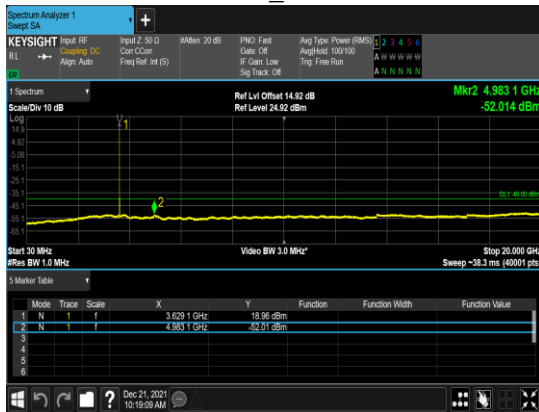 Spectrum Analyzer 1
Swept SA
+
KEYSIGHT Input: RF Input Z: 50 Ω #Atten: 20 dB PNO: Fast Avg Type: Power (RMS) 1 2 3 4 5 6
RL Coupling: DC Corr CCorr Gate: Off Avg|Hold: 100/100 A W W W W W
Align: Auto Freq Ref: Int (S) IF Gain: Low Trig: Free Run
Sig Track: Off A N N N N N
1 Spectrum Ref Lvl Offset 14.92 dB Mkr2 4.983 1 GHz
Scale/Div 10 dB Ref Level 24.92 dBm -52.014 dBm
Log
14.9
4.92
-5.08
-15.1
-25.1
-35.1
-45.1
-55.1
-65.1
1
2
DL1 -40.00 dBm
Start 30 MHz Video BW 3.0 MHz* Stop 20.000 GHz
#Res BW 1.0 MHz Sweep ~38.3 ms (40001 pts)
5 Marker Table
Mode Trace Scale X Y Function Function Width Function Value
1 N 1 f 3.629 1 GHz 18.96 dBm
2 N 1 f 4.983 1 GHz -52.01 dBm
3
4
5
6
? Dec 21, 2021
10:19:09 AM